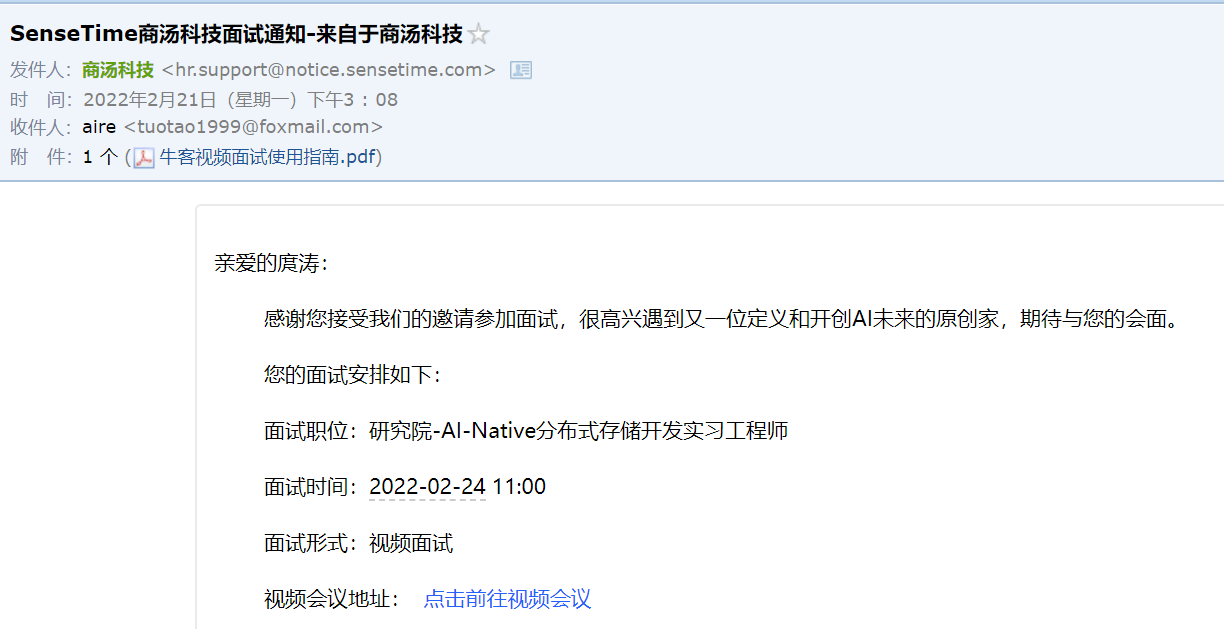 SenseTime商汤科技面试通知-来自于商汤科技
发件人：商汤科技 <hr.support@notice.sensetime.com>
时 间：2022年2月21日（星期一）下午3：08
收件人：aire <tuotao1999@foxmail.com>
附 件：1 个 (牛客视频面试使用指南.pdf)
亲爱的庹涛：
感谢您接受我们的邀请参加面试，很高兴遇到又一位定义和开创AI未来的原创家，期待与您的会面。
您的面试安排如下：
面试职位：研究院-AI-Native分布式存储开发实习工程师
面试时间：2022-02-24 11:00
面试形式：视频面试
视频会议地址： 点击前往视频会议